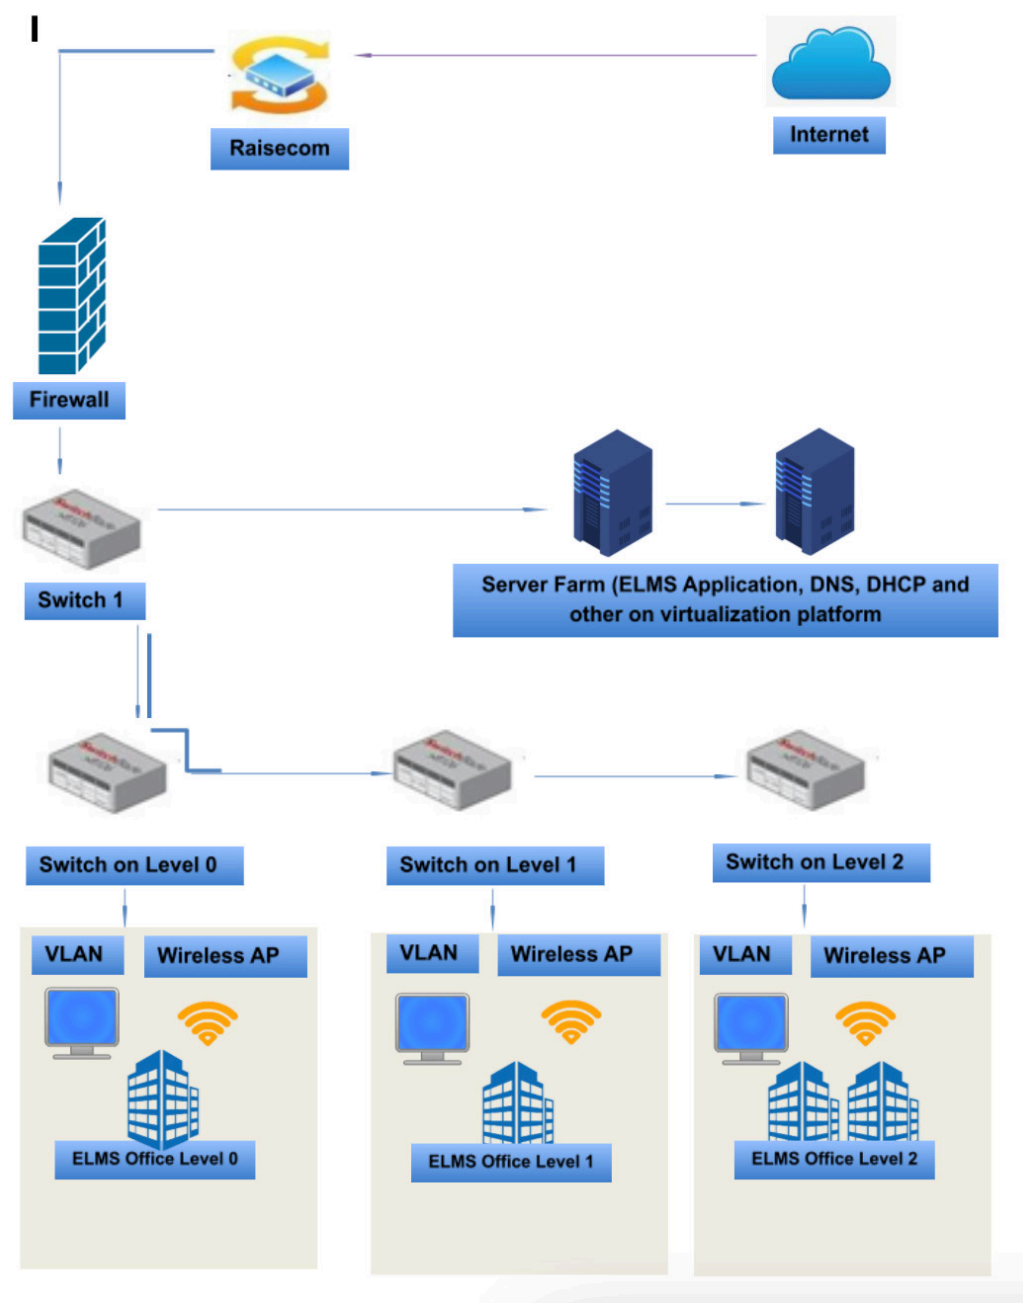 I
Raisecom
Internet
Firewall
Switch 1
Server Farm (ELMS Application, DNS, DHCP and
other on virtualization platform
Switch on Level 0
Switch on Level 1
Switch on Level 2
VLAN
Wireless AP
VLAN
Wireless AP
VLAN
Wireless AP
ELMS Office Level 0
ELMS Office Level 1
ELMS Office Level 2